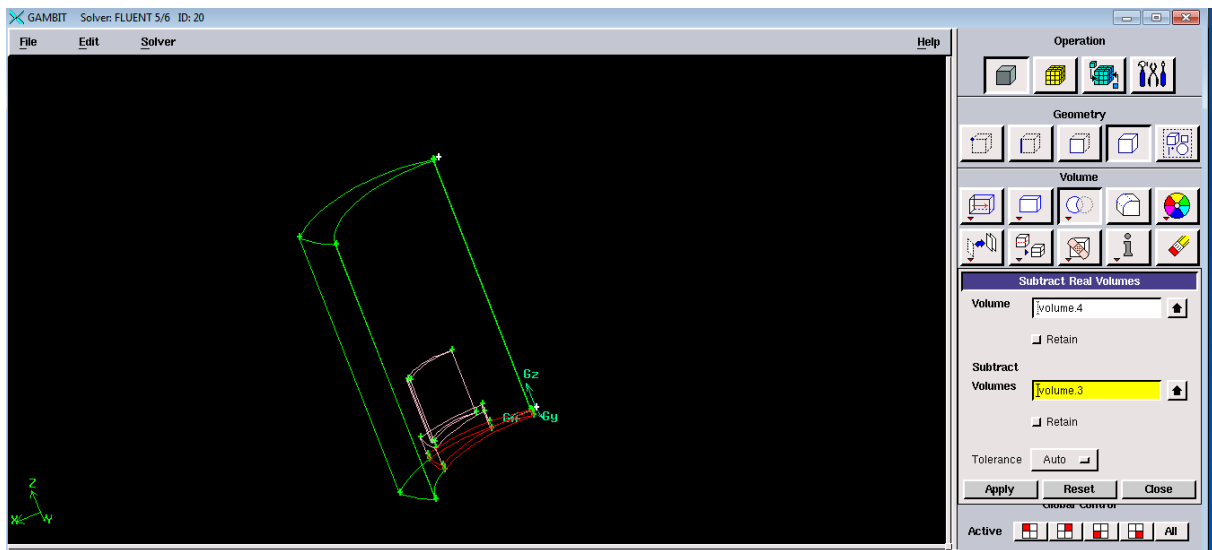 GAMBIT Solver: FLUENT 5/6 ID: 20
File Edit Solver Help
Operation
Geometry
Volume
Subtract Real Volumes
Volume volume.4
Retain
Subtract
Volumes volume.3
Retain
Tolerance Auto
Apply Reset Close
Global Control
Active All
Gz
Gx Gy
Z
X Y